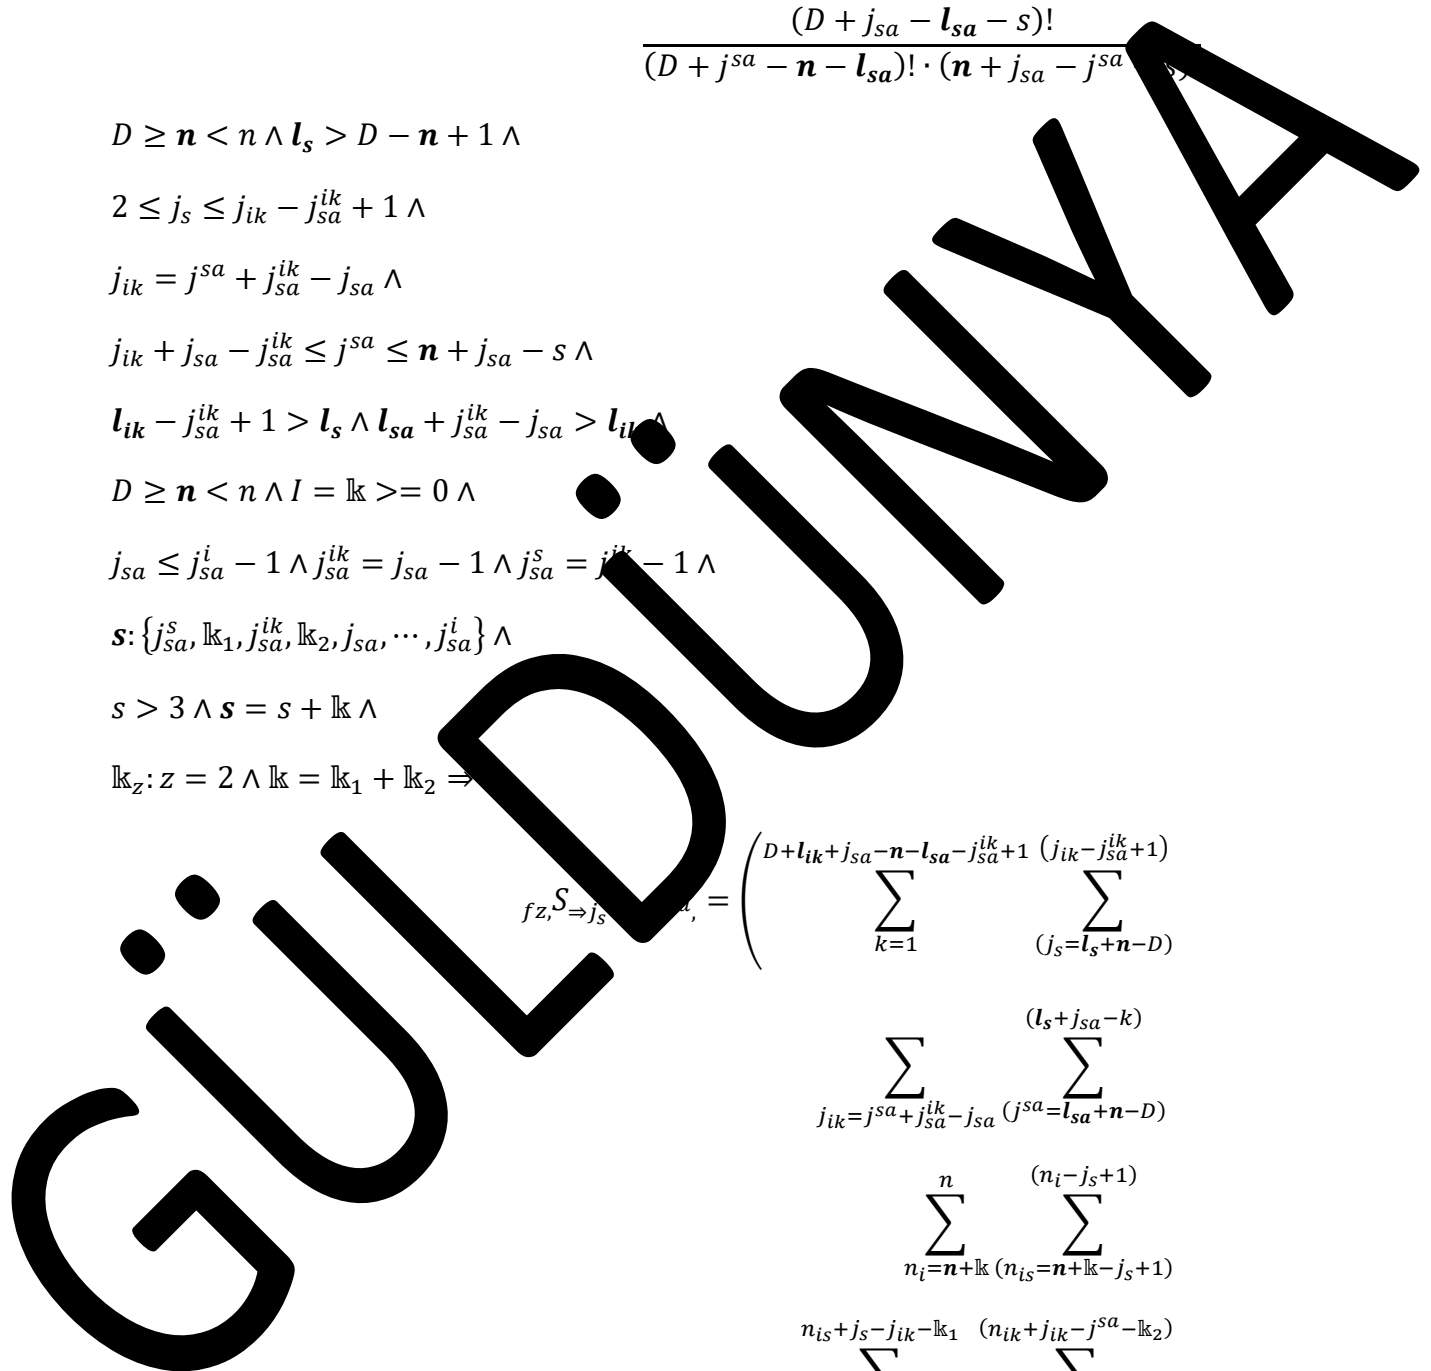 (D + j_{sa} − l_{sa} − s)!
(D + j^{sa} − n − l_{sa})! · (n + j_{sa} − j^{sa}
D ≥ n < n ∧ l_s > D − n + 1 ∧
2 ≤ j_s ≤ j_{ik} − j_{sa}^{ik} + 1 ∧
j_{ik} = j^{sa} + j_{sa}^{ik} − j_{sa} ∧
j_{ik} + j_{sa} − j_{sa}^{ik} ≤ j^{sa} ≤ n + j_{sa} − s ∧
l_{ik} − j_{sa}^{ik} + 1 > l_s ∧ l_{sa} + j_{sa}^{ik} − j_{sa} > l_{ik} ∧
D ≥ n < n ∧ I = 𝕜 >= 0 ∧
j_{sa} ≤ j_{sa}^{i} − 1 ∧ j_{sa}^{ik} = j_{sa} − 1 ∧ j_{sa}^{s} = − 1 ∧
s: {j_{sa}^{s}, 𝕜_1, j_{sa}^{ik}, 𝕜_2, j_{sa}, ⋯, j_{sa}^{i}} ∧
s > 3 ∧ s = s + 𝕜 ∧
𝕜_z: z = 2 ∧ 𝕜 = 𝕜_1 + 𝕜_2 ⇒
D+l_{ik}+j_{sa}−n−l_{sa}−j_{sa}^{ik}+1 (j_{ik}−j_{sa}^{ik}+1)
_{fz,}S_{⇒j_s} = ( ∑ ∑
k=1 (j_s=l_s+n−D)
(l_s+j_{sa}−k)
∑ ∑
j_{ik}=j^{sa}+j_{sa}^{ik}−j_{sa} (j^{sa}=l_{sa}+n−D)
n (n_i−j_s+1)
∑ ∑
n_i=n+𝕜 (n_{is}=n+𝕜−j_s+1)
n_{is}+j_s−j_{ik}−𝕜_1 (n_{ik}+j_{ik}−j^{sa}−𝕜_2)
∑ ∑
GÜLDÜNYA